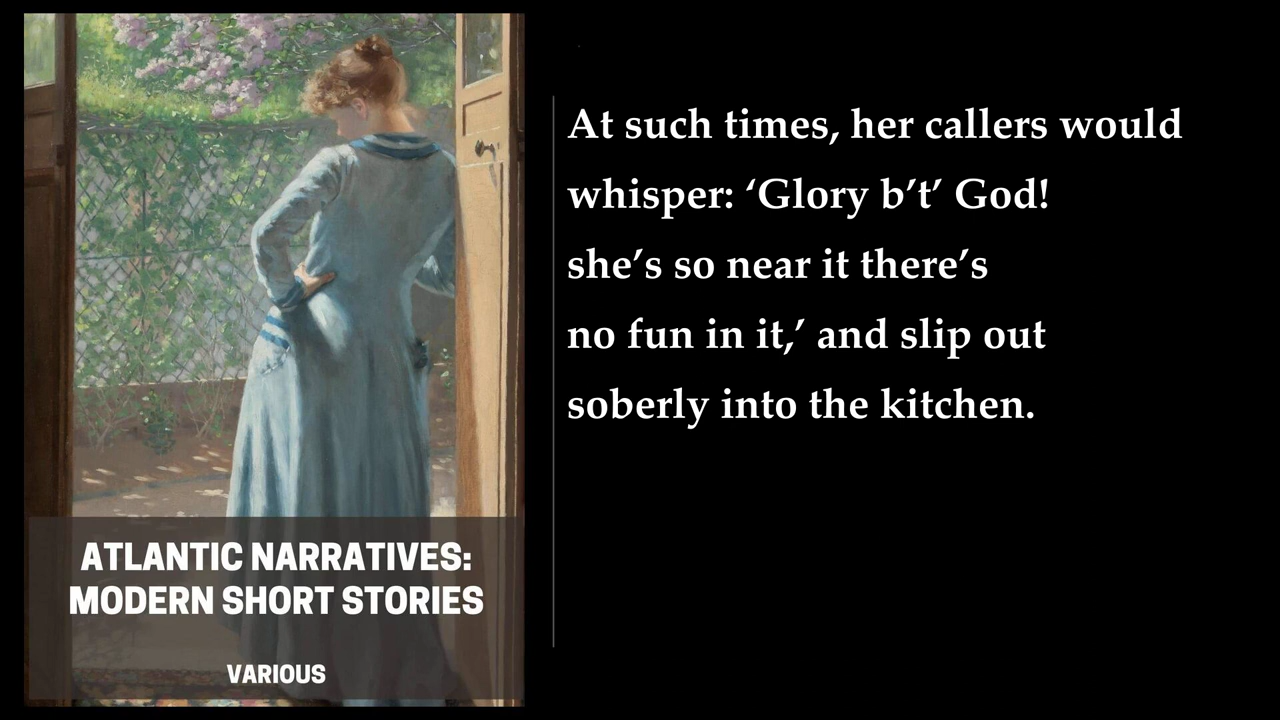 At such times, her callers would
whisper: ‘Glory b’t’ God!
she’s so near it there’s
no fun in it,’ and slip out
soberly into the kitchen.
ATLANTIC NARRATIVES:
MODERN SHORT STORIES
VARIOUS